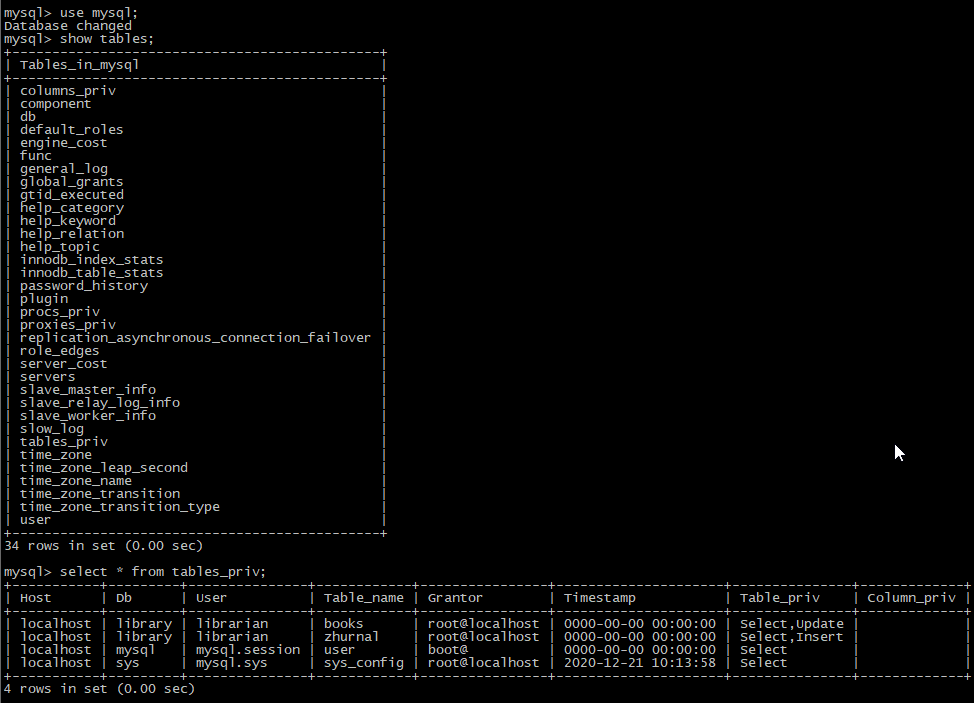 mysql> use mysql;
Database changed
mysql> show tables;
+----------------------------------------------+
| Tables_in_mysql                              |
+----------------------------------------------+
| columns_priv                                 |
| component                                    |
| db                                           |
| default_roles                                |
| engine_cost                                  |
| func                                         |
| general_log                                  |
| global_grants                                |
| gtid_executed                                |
| help_category                                |
| help_keyword                                 |
| help_relation                                |
| help_topic                                   |
| innodb_index_stats                           |
| innodb_table_stats                           |
| password_history                             |
| plugin                                       |
| procs_priv                                   |
| proxies_priv                                 |
| replication_asynchronous_connection_failover |
| role_edges                                   |
| server_cost                                  |
| servers                                      |
| slave_master_info                            |
| slave_relay_log_info                         |
| slave_worker_info                            |
| slow_log                                     |
| tables_priv                                  |
| time_zone                                    |
| time_zone_leap_second                        |
| time_zone_name                               |
| time_zone_transition                         |
| time_zone_transition_type                    |
| user                                         |
+----------------------------------------------+
34 rows in set (0.00 sec)

mysql> select * from tables_priv;
+-----------+---------+---------------+------------+----------------+---------------------+---------------+-------------+
| Host      | Db      | User          | Table_name | Grantor        | Timestamp           | Table_priv    | Column_priv |
+-----------+---------+---------------+------------+----------------+---------------------+---------------+-------------+
| localhost | library | librarian     | books      | root@localhost | 0000-00-00 00:00:00 | Select,Update |             |
| localhost | library | librarian     | zhurnal    | root@localhost | 0000-00-00 00:00:00 | Select,Insert |             |
| localhost | mysql   | mysql.session | user       | boot@          | 0000-00-00 00:00:00 | Select        |             |
| localhost | sys     | mysql.sys     | sys_config | root@localhost | 2020-12-21 10:13:58 | Select        |             |
+-----------+---------+---------------+------------+----------------+---------------------+---------------+-------------+
4 rows in set (0.00 sec)